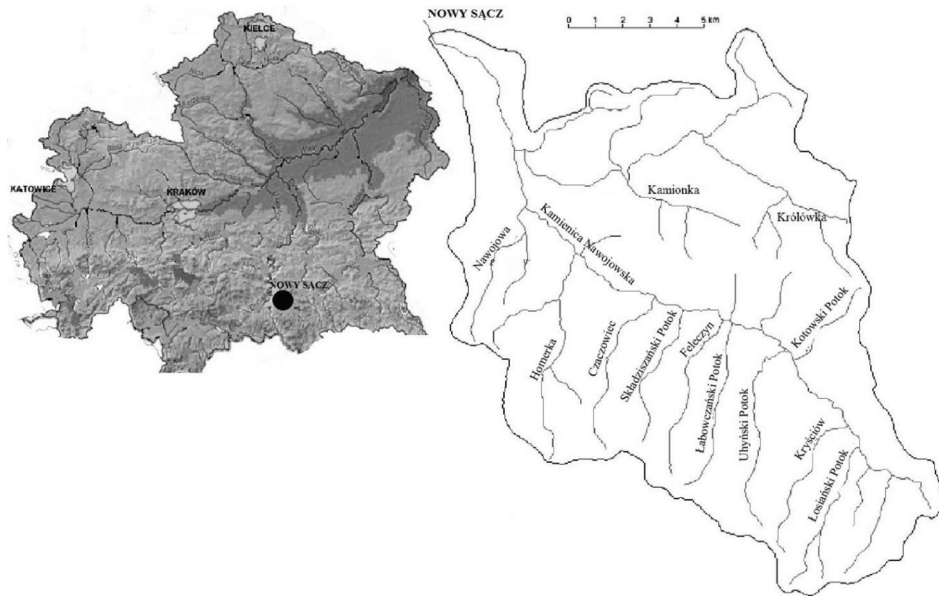 KIELCE
Nida
KATOWICE
KRAKÓW
NOWY SĄCZ
NOWY SĄCZ
0 1 2 3 4 5 km
Kamionka
Królówka
Nawojowa
Kamienica Nawojowska
Kotowski Potok
Homerka
Czaczowiec
Składziszański Potok
Feleczyn
Łabowczański Potok
Uhryński Potok
Kryściów
Łosiański Potok